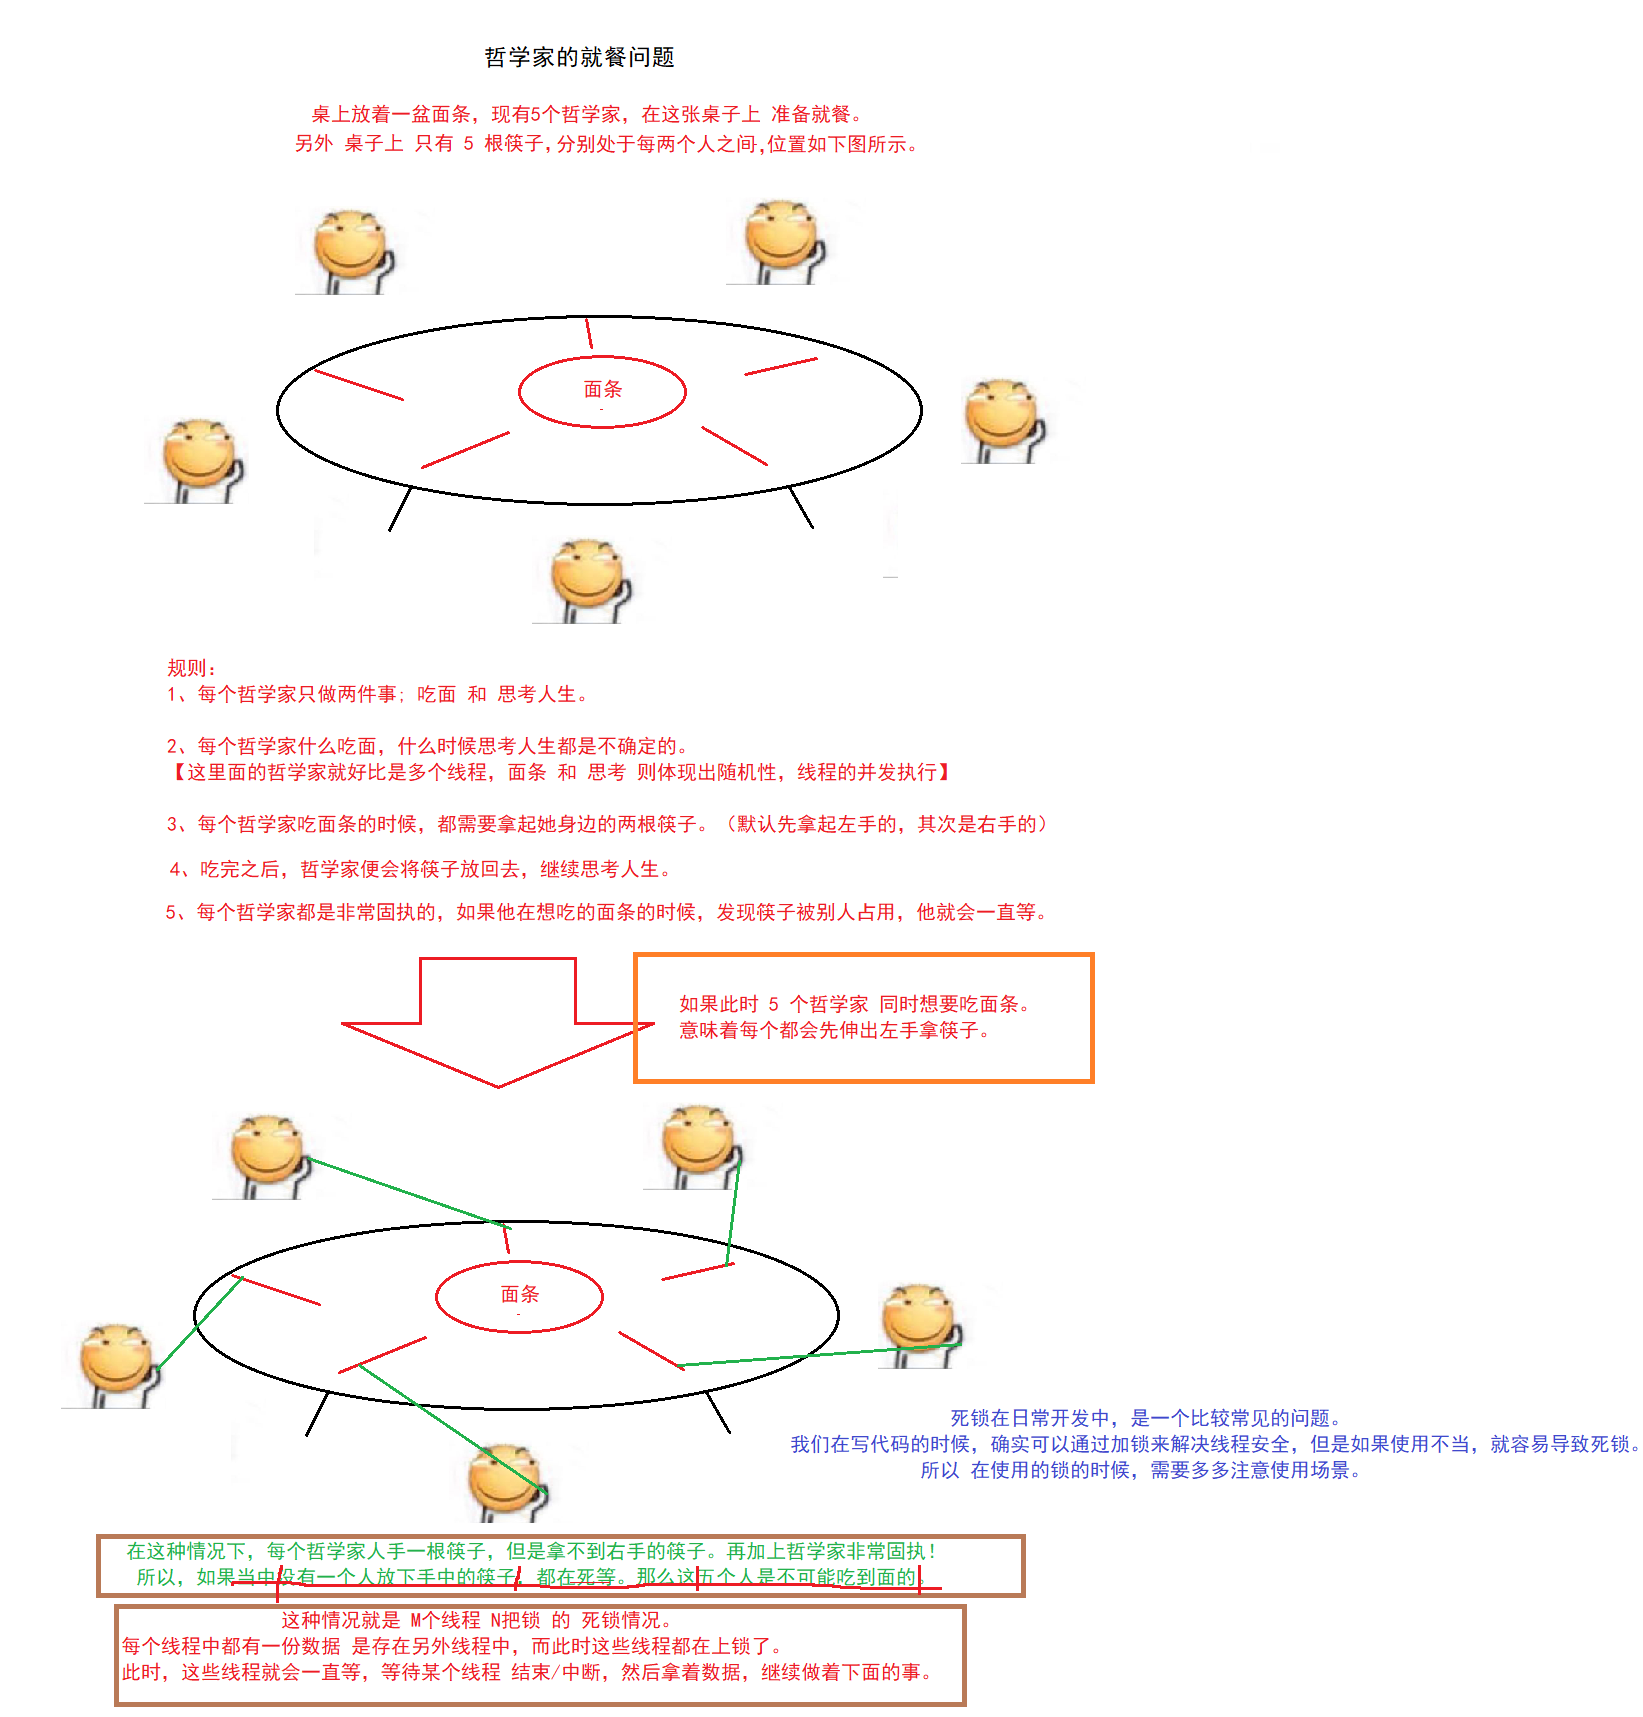 哲学家的就餐问题
桌上放着一盆面条，现有5个哲学家，在这张桌子上 准备就餐。
另外 桌子上 只有 5 根筷子,分别处于每两个人之间,位置如下图所示。
面条
规则：
1、每个哲学家只做两件事; 吃面 和 思考人生。
2、每个哲学家什么吃面，什么时候思考人生都是不确定的。
【这里面的哲学家就好比是多个线程，面条 和 思考 则体现出随机性，线程的并发执行】
3、每个哲学家吃面条的时候，都需要拿起她身边的两根筷子。（默认先拿起左手的，其次是右手的）
4、吃完之后，哲学家便会将筷子放回去，继续思考人生。
5、每个哲学家都是非常固执的，如果他在想吃的面条的时候，发现筷子被别人占用，他就会一直等。
如果此时 5 个哲学家 同时想要吃面条。
意味着每个都会先伸出左手拿筷子。
面条
死锁在日常开发中，是一个比较常见的问题。
我们在写代码的时候，确实可以通过加锁来解决线程安全，但是如果使用不当，就容易导致死锁。
所以 在使用的锁的时候，需要多多注意使用场景。
在这种情况下，每个哲学家人手一根筷子，但是拿不到右手的筷子。再加上哲学家非常固执！
所以，如果当中没有一个人放下手中的筷子，都在死等。那么这五个人是不可能吃到面的。
这种情况就是 M个线程 N把锁 的 死锁情况。
每个线程中都有一份数据 是存在另外线程中，而此时这些线程都在上锁了。
此时，这些线程就会一直等，等待某个线程 结束/中断，然后拿着数据，继续做着下面的事。